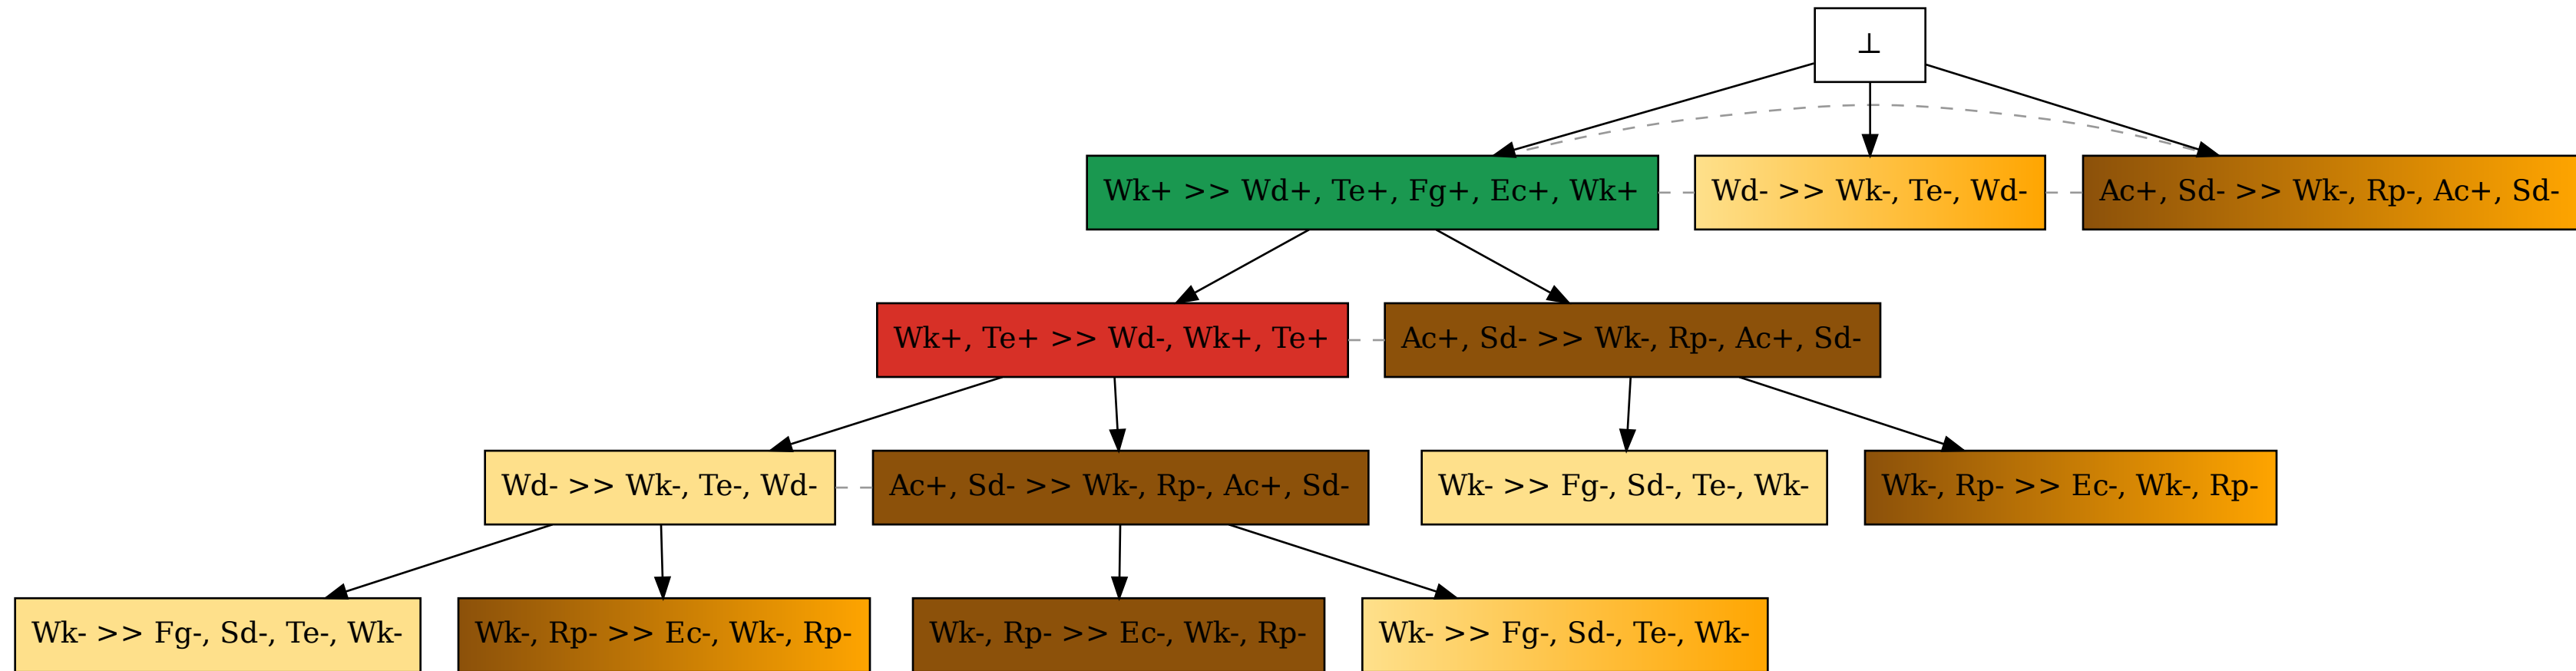 ⊥
Wk+ >> Wd+, Te+, Fg+, Ec+, Wk+
Wd- >> Wk-, Te-, Wd-
Ac+, Sd- >> Wk-, Rp-, Ac+, Sd-
Wk+, Te+ >> Wd-, Wk+, Te+
Ac+, Sd- >> Wk-, Rp-, Ac+, Sd-
Wd- >> Wk-, Te-, Wd-
Ac+, Sd- >> Wk-, Rp-, Ac+, Sd-
Wk- >> Fg-, Sd-, Te-, Wk-
Wk-, Rp- >> Ec-, Wk-, Rp-
Wk- >> Fg-, Sd-, Te-, Wk-
Wk-, Rp- >> Ec-, Wk-, Rp-
Wk-, Rp- >> Ec-, Wk-, Rp-
Wk- >> Fg-, Sd-, Te-, Wk-